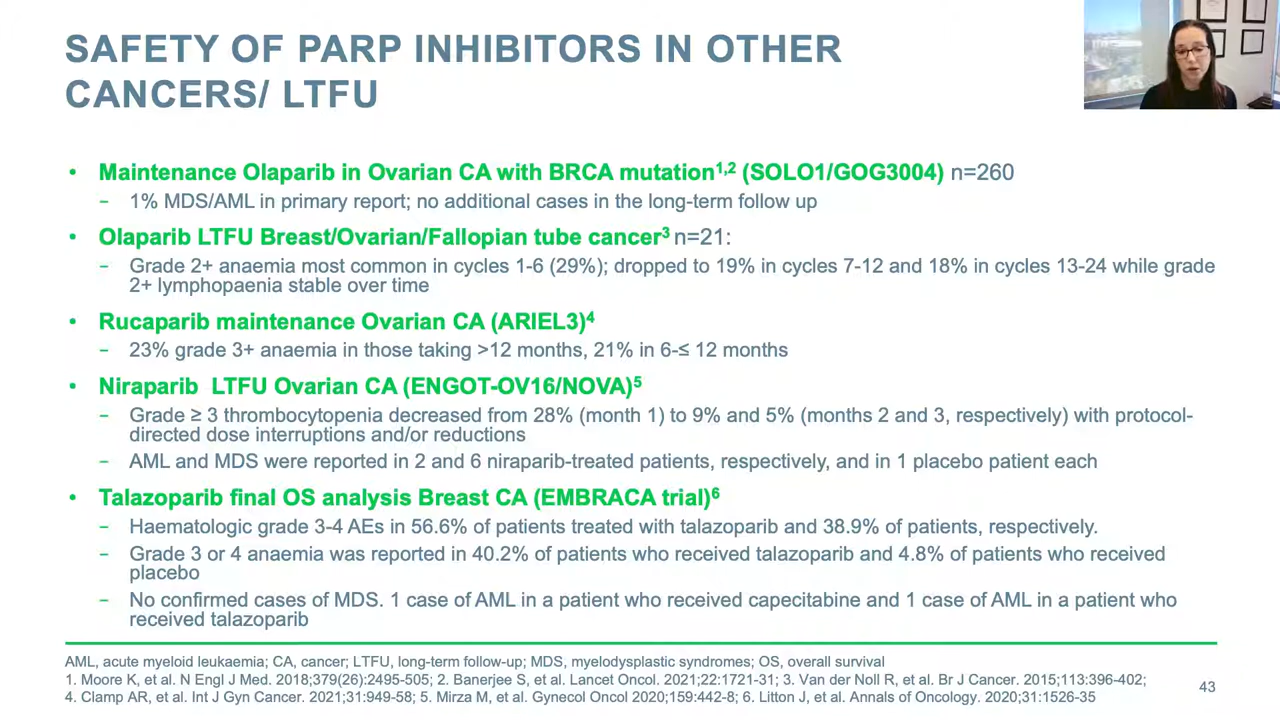 SAFETY OF PARP INHIBITORS IN OTHER
CANCERS/ LTFU
• Maintenance Olaparib in Ovarian CA with BRCA mutation1,2 (SOLO1/GOG3004) n=260
– 1% MDS/AML in primary report; no additional cases in the long-term follow up
• Olaparib LTFU Breast/Ovarian/Fallopian tube cancer3 n=21:
– Grade 2+ anaemia most common in cycles 1-6 (29%); dropped to 19% in cycles 7-12 and 18% in cycles 13-24 while grade
2+ lymphopaenia stable over time
• Rucaparib maintenance Ovarian CA (ARIEL3)4
– 23% grade 3+ anaemia in those taking >12 months, 21% in 6-≤ 12 months
• Niraparib  LTFU Ovarian CA (ENGOT-OV16/NOVA)5
– Grade ≥ 3 thrombocytopenia decreased from 28% (month 1) to 9% and 5% (months 2 and 3, respectively) with protocol-
directed dose interruptions and/or reductions
– AML and MDS were reported in 2 and 6 niraparib-treated patients, respectively, and in 1 placebo patient each
• Talazoparib final OS analysis Breast CA (EMBRACA trial)6
– Haematologic grade 3-4 AEs in 56.6% of patients treated with talazoparib and 38.9% of patients, respectively.
– Grade 3 or 4 anaemia was reported in 40.2% of patients who received talazoparib and 4.8% of patients who received
placebo
– No confirmed cases of MDS. 1 case of AML in a patient who received capecitabine and 1 case of AML in a patient who
received talazoparib
AML, acute myeloid leukaemia; CA, cancer; LTFU, long-term follow-up; MDS, myelodysplastic syndromes; OS, overall survival
1. Moore K, et al. N Engl J Med. 2018;379(26):2495-505; 2. Banerjee S, et al. Lancet Oncol. 2021;22:1721-31; 3. Van der Noll R, et al. Br J Cancer. 2015;113:396-402;
4. Clamp AR, et al. Int J Gyn Cancer. 2021;31:949-58; 5. Mirza M, et al. Gynecol Oncol 2020;159:442-8; 6. Litton J, et al. Annals of Oncology. 2020;31:1526-35
43